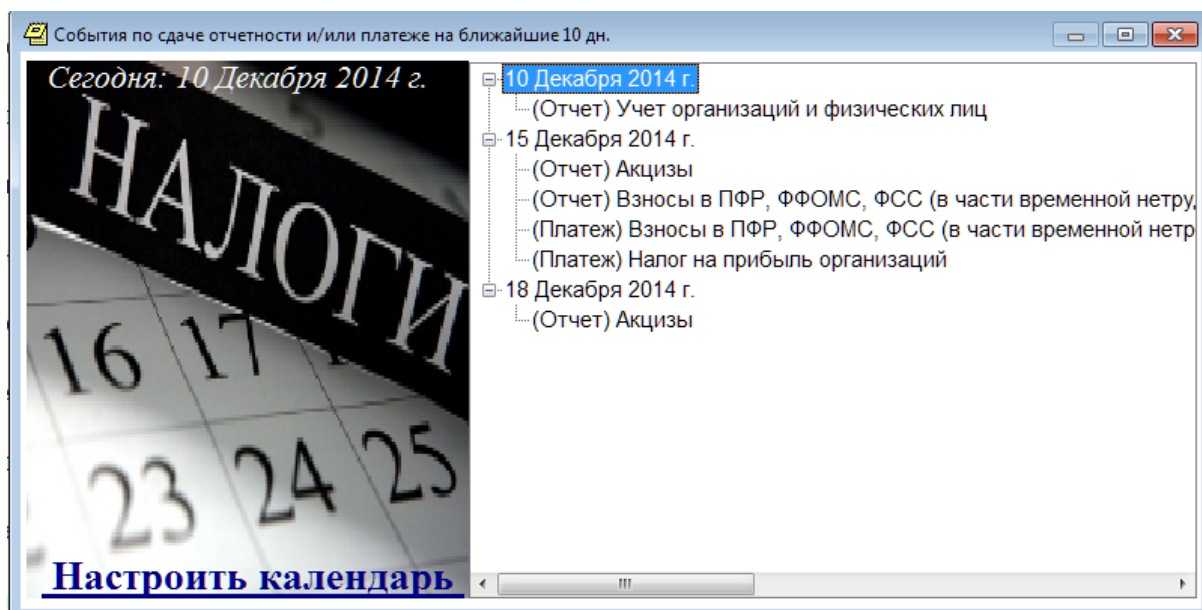 События по сдаче отчетности и/или платеже на ближайшие 10 дн.
Сегодня: 10 Декабря 2014 г.
НАЛОГИ
16 17
23 24 25
Настроить календарь
10 Декабря 2014 г.
(Отчет) Учет организаций и физических лиц
15 Декабря 2014 г.
(Отчет) Акцизы
(Отчет) Взносы в ПФР, ФФОМС, ФСС (в части временной нетру
(Платеж) Взносы в ПФР, ФФОМС, ФСС (в части временной нетр
(Платеж) Налог на прибыль организаций
18 Декабря 2014 г.
(Отчет) Акцизы